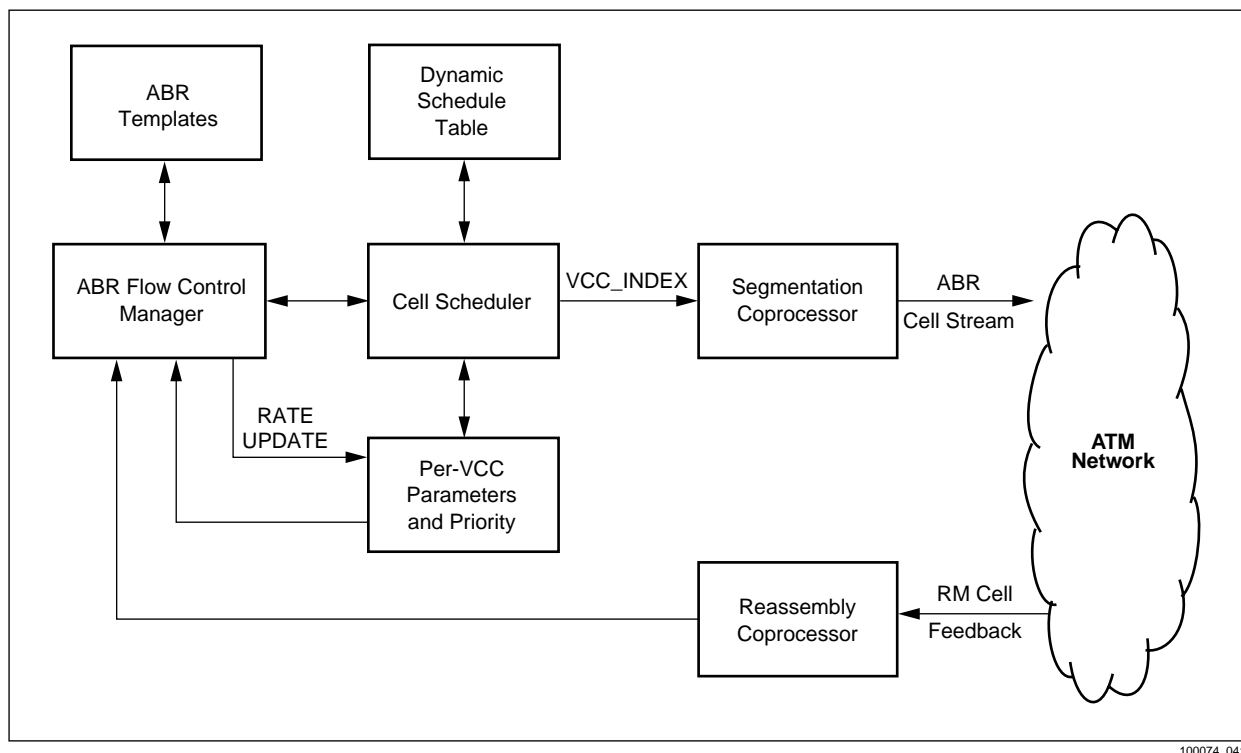 ABR
Templates
Dynamic
Schedule
Table
ABR Flow Control
Manager
Cell Scheduler
VCC_INDEX
Segmentation
Coprocessor
ABR
Cell Stream
RATE
UPDATE
Per-VCC
Parameters
and Priority
ATM
Network
Reassembly
Coprocessor
RM Cell
Feedback